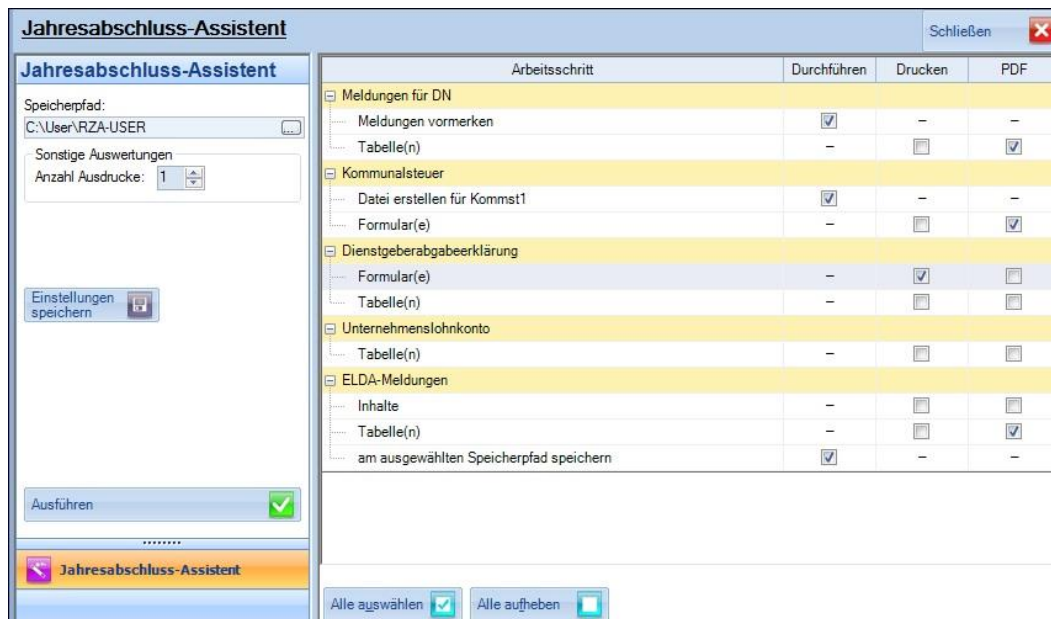 Jahresabschluss-Assistent
Schließen
Jahresabschluss-Assistent
Speicherpfad:
C:\User\RZA-USER
...
Sonstige Auswertungen
Anzahl Ausdrucke: 1
Einstellungen
speichern
Ausführen
Jahresabschluss-Assistent
Arbeitsschritt Durchführen Drucken PDF
Meldungen für DN
Meldungen vormerken – –
Tabelle(n) –
Kommunalsteuer
Datei erstellen für Kommst1 – –
Formular(e) –
Dienstgeberabgabeerklärung
Formular(e) –
Tabelle(n) –
Unternehmenslohnkonto
Tabelle(n) –
ELDA-Meldungen
Inhalte –
Tabelle(n) –
am ausgewählten Speicherpfad speichern – –
Alle auswählen Alle aufheben